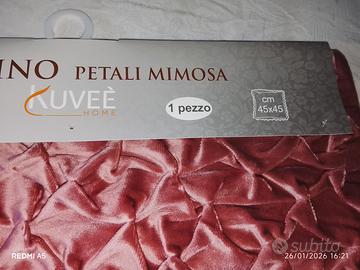 INO PETALI MIMOSA
KUVEÈ
HOME
1 pezzo
cm
45x45
subito
REDMI A5
26/01/2026 16:21